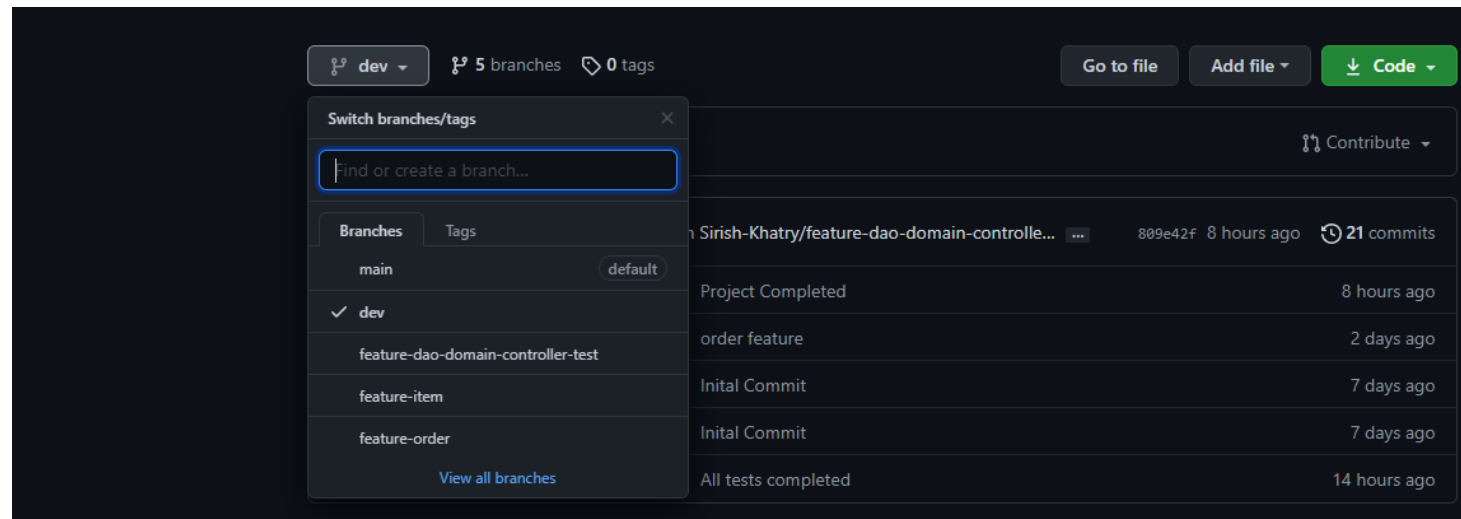 dev 5 branches 0 tags Go to file Add file Code
Switch branches/tags
Contribute
Find or create a branch...
Branches Tags
Sirish-Khatry/feature-dao-domain-controlle... ... 809e42f 8 hours ago 21 commits
main default
Project Completed 8 hours ago
dev
order feature 2 days ago
feature-dao-domain-controller-test
Inital Commit 7 days ago
feature-item
Inital Commit 7 days ago
feature-order
View all branches
All tests completed 14 hours ago